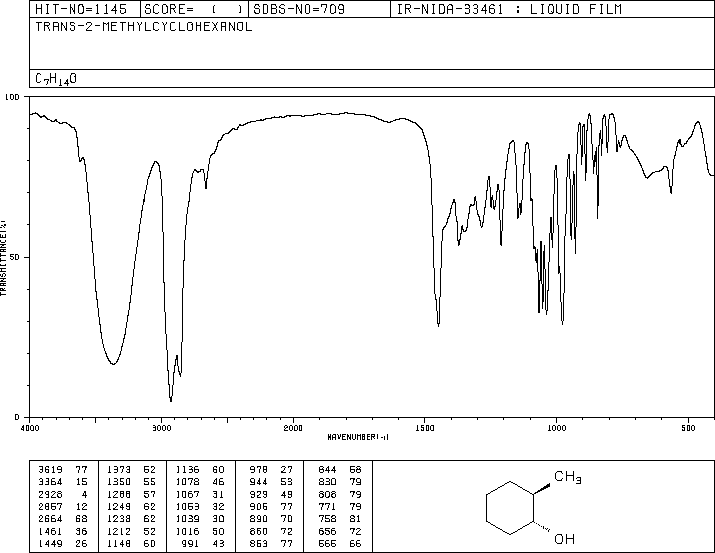 HIT-NO=1145 SCORE= ( ) SDBS-NO=709 IR-NIDA-33461 : LIQUID FILM
TRANS-2-METHYLCYCLOHEXANOL
C7H14O
100
TRANSMITTANCE(%)
50
0
4000 3000 2000 1500 1000 500
WAVENUMBER(-1)
3619 77 1373 52 1136 60 978 27 844 58
3364 15 1350 55 1078 46 944 53 830 79
2928 4 1288 57 1067 31 929 49 808 79
2857 12 1249 62 1053 32 905 77 771 79
2664 68 1238 62 1039 30 890 70 758 81
1461 36 1212 52 1016 50 860 72 656 72
1449 26 1148 60 991 43 853 77 565 66
CH3
OH